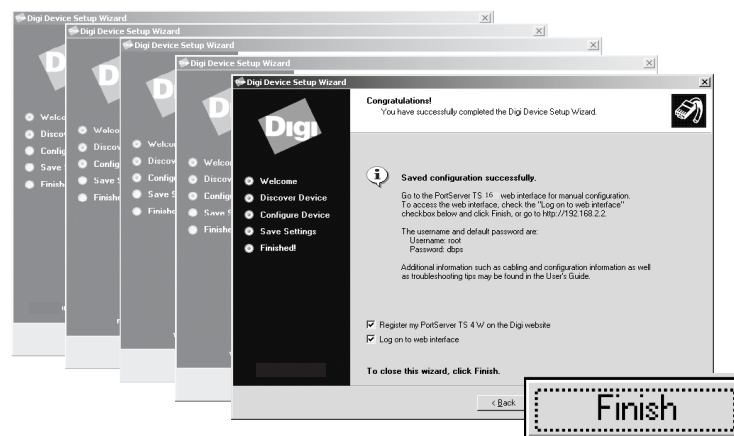 Digi Device Setup Wizard
Digi Device Setup Wizard
Digi Device Setup Wizard
Digi Device Setup Wizard
Digi Device Setup Wizard
Digi
Welcome
Discover Device
Configure Device
Save Settings
Finished!
Congratulations!
You have successfully completed the Digi Device Setup Wizard.
Saved configuration successfully.
Go to the PortServer TS 16 web interface for manual configuration.
To access the web interface, check the "Log on to web interface"
checkbox below and click Finish, or go to http://192.168.2.2.
The username and default password are:
Username: root
Password: dbps
Additional information such as cabling and configuration information as well
as troubleshooting tips may be found in the User's Guide.
Register my PortServer TS 4 W on the Digi website
Log on to web interface
To close this wizard, click Finish.
< Back
Finish